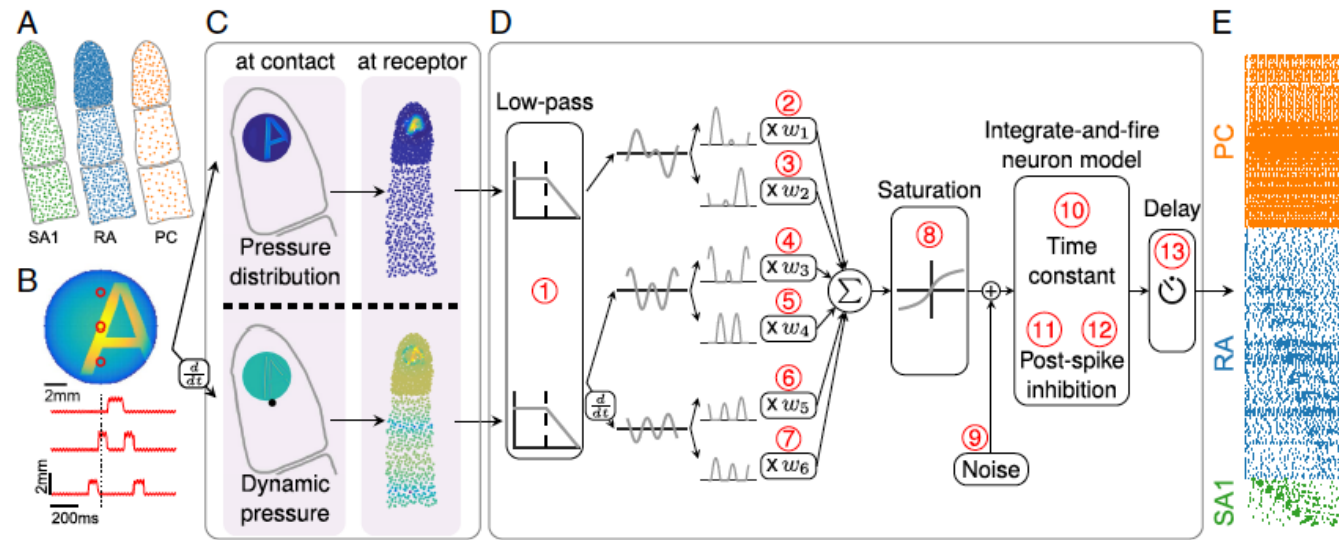 A
SA1
RA
PC
B
2mm
2mm
200ms
d/dt
C
at contact
at receptor
Pressure
distribution
Dynamic
pressure
D
Low-pass
①
d/dt
②
x w₁
③
x w₂
④
x w₃
⑤
x w₄
⑥
x w₅
⑦
x w₆
Σ
Saturation
⑧
+
⑨
Noise
Integrate-and-fire
neuron model
⑩
Time
constant
⑪ ⑫
Post-spike
inhibition
Delay
⑬
E
PC
RA
SA1